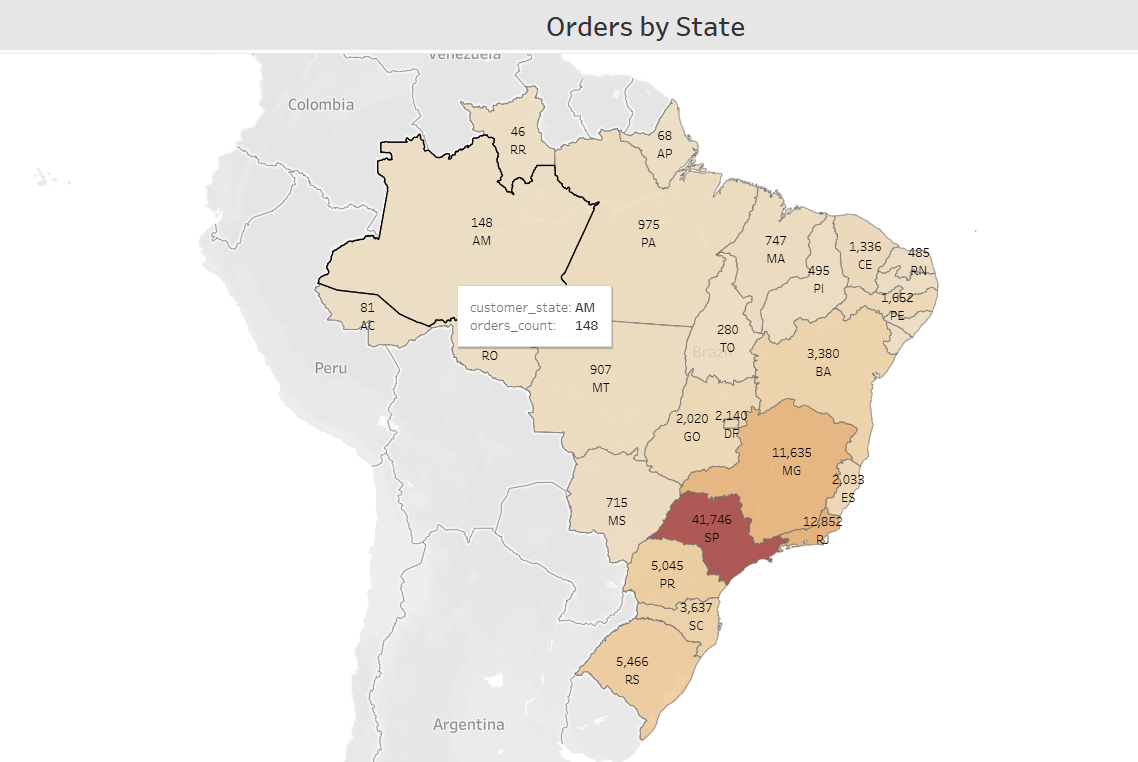 Orders by State
Venezuela
Colombia
46
RR
68
AP
148
AM
975
PA
747
MA
495
PI
1,336
CE
485
RN
1,652
PE
customer_state: AM
orders_count: 148
81
AC
RO
280
TO
Brazil
3,380
BA
Peru
907
MT
2,020
GO
2,140
DF
11,635
MG
2,033
ES
715
MS
41,746
SP
12,852
RJ
5,045
PR
3,637
SC
5,466
RS
Argentina